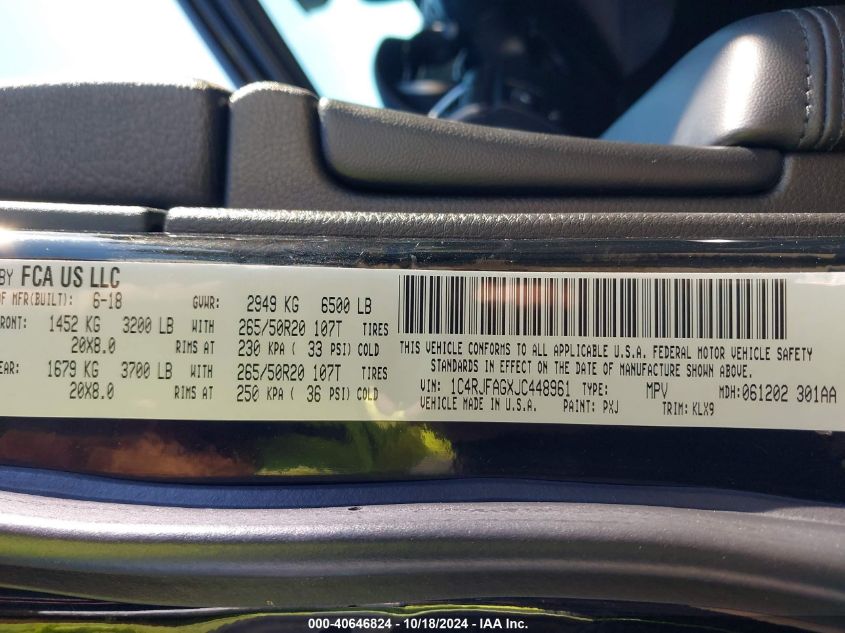 BY FCA US LLC
OF MFR(BUILT): 6-18 GVWR: 2949 KG 6500 LB
FRONT: 1452 KG 3200 LB WITH 265/50R20 107T TIRES
20X8.0 RIMS AT 230 KPA ( 33 PSI) COLD
EAR: 1679 KG 3700 LB WITH 265/50R20 107T TIRES
20X8.0 RIMS AT 250 KPA ( 36 PSI) COLD
THIS VEHICLE CONFORMS TO ALL APPLICABLE U.S.A. FEDERAL MOTOR VEHICLE SAFETY
STANDARDS IN EFFECT ON THE DATE OF MANUFACTURE SHOWN ABOVE.
VIN: 1C4RJFAGXJC448961 TYPE: MPV MDH: 061202 301AA
VEHICLE MADE IN U.S.A. PAINT: PXJ TRIM: KLX9
000-40646824 - 10/18/2024 - IAA Inc.